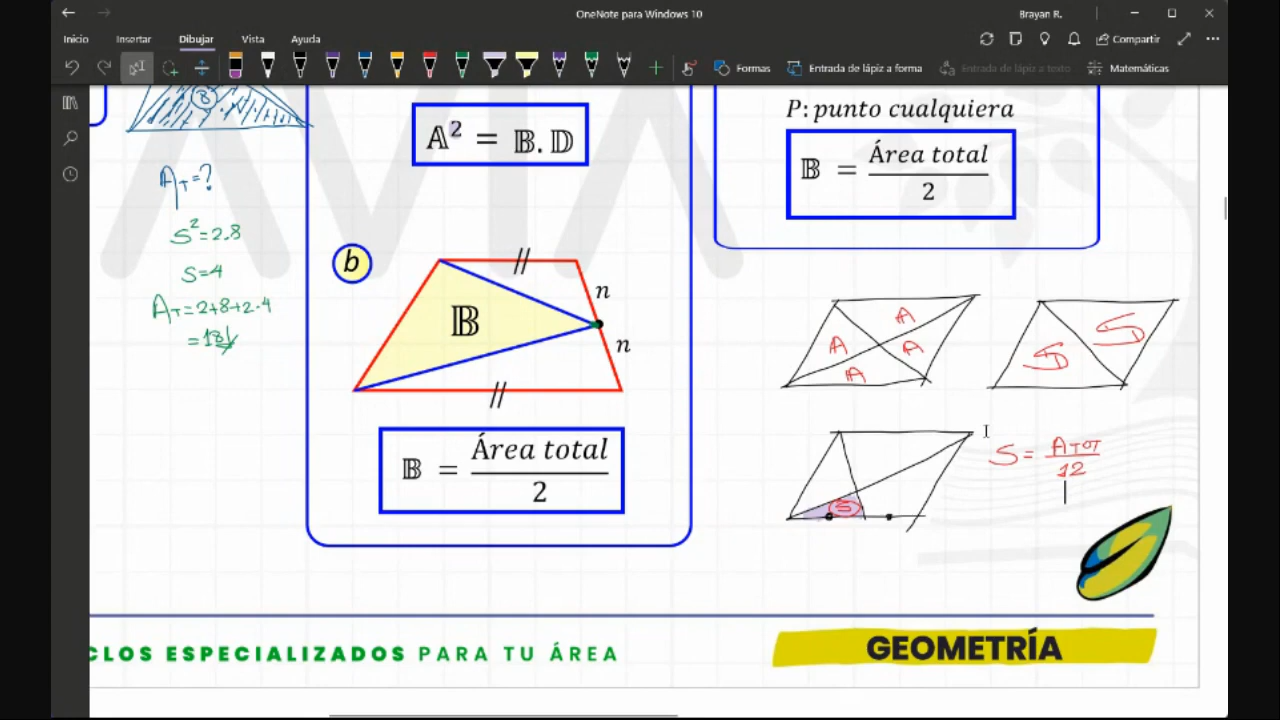 OneNote para Windows 10
Brayan R.
Inicio
Insertar
Dibujar
Vista
Ayuda
Compartir
Formas
Entrada de lápiz a forma
Entrada de lápiz a texto
Matemáticas
B
A_T=?
S²=2.8
S=4
A_T=2+8+2.4
=18
𝔸² = 𝔹.𝔻
b
//
n
𝔹
n
//
𝔹 = Área total / 2
P: punto cualquiera
𝔹 = Área total / 2
A
A
A
A
S
S
S
S = A_TOT / 12
CLOS ESPECIALIZADOS PARA TU ÁREA
GEOMETRÍA